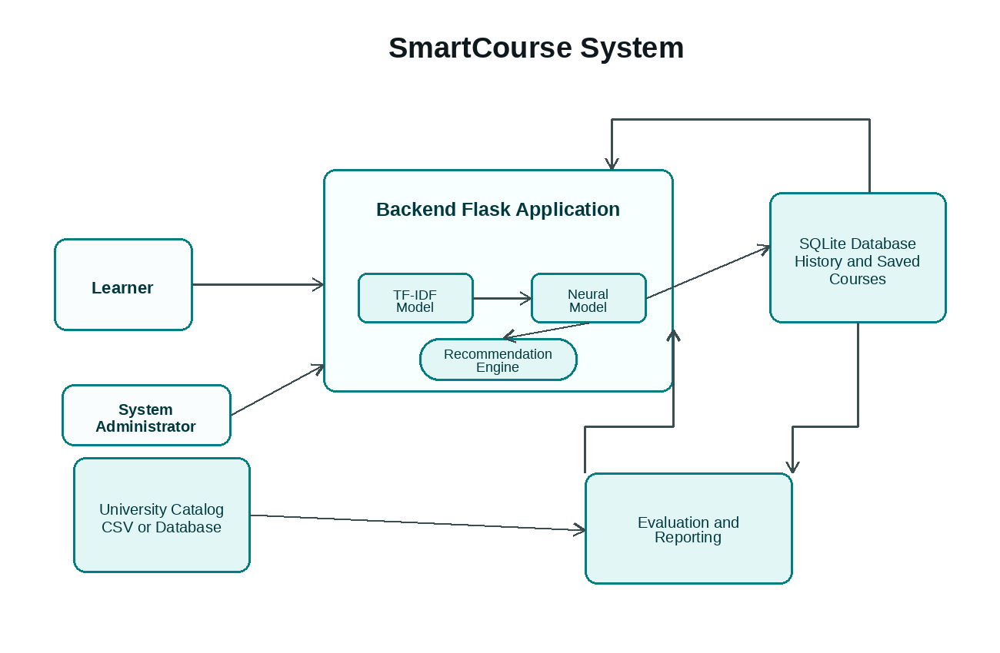 SmartCourse System
Backend Flask Application
Learner
TF-IDF
Model
Neural
Model
Recommendation
Engine
SQLite Database
History and Saved
Courses
System
Administrator
University Catalog
CSV or Database
Evaluation and
Reporting